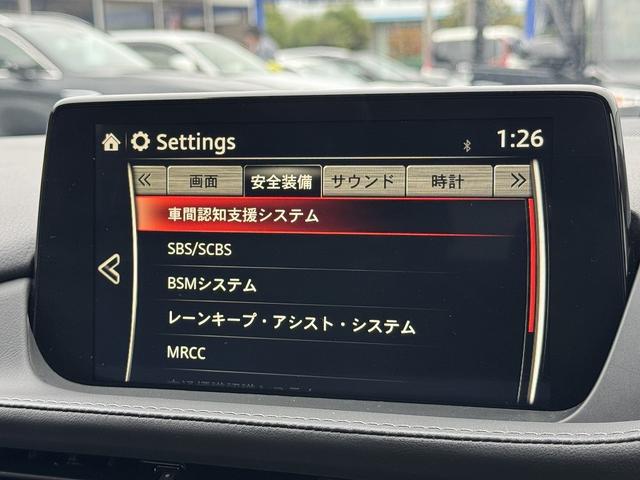 Settings
1:26
画面 安全装備 サウンド 時計
車間認知支援システム
SBS/SCBS
BSMシステム
レーンキープ・アシスト・システム
MRCC